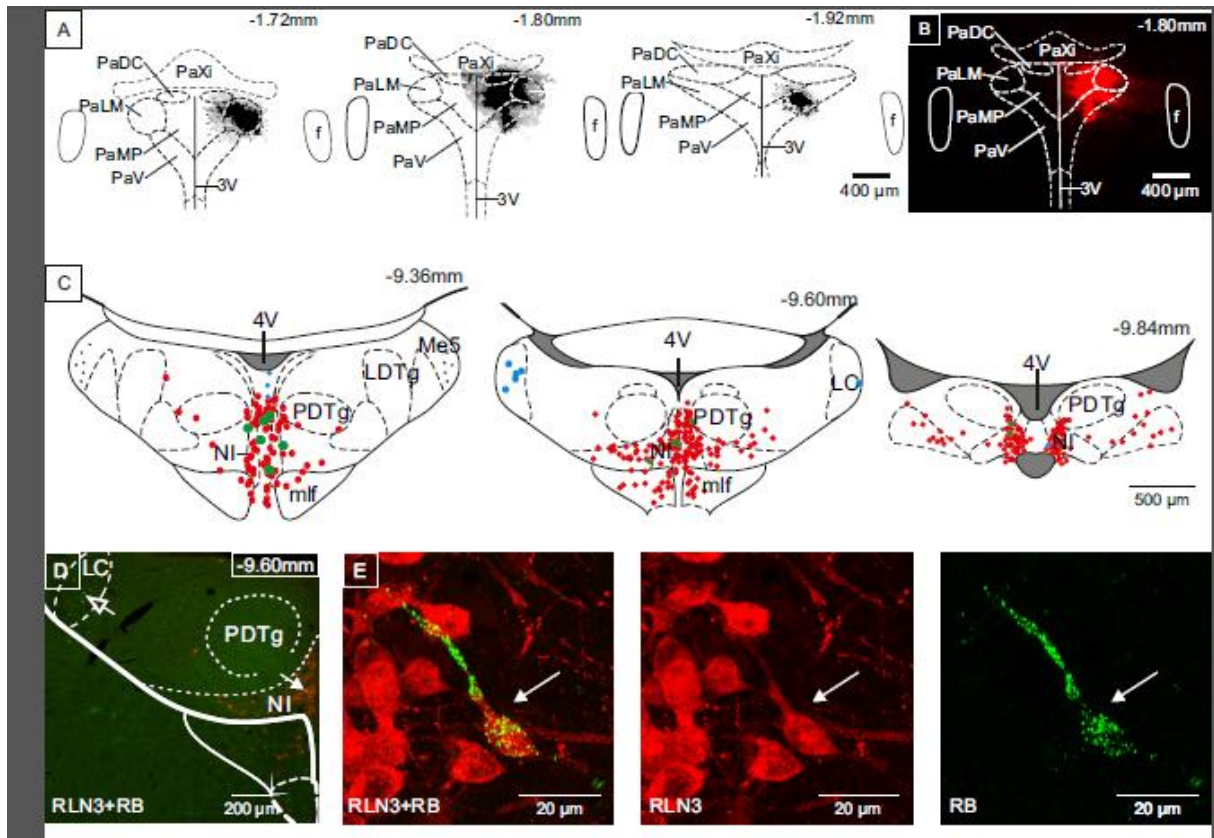 A
-1.72mm
-1.80mm
-1.92mm
PaDC
PaXi
PaLM
PaMP
PaV
3V
f
PaDC
PaXi
PaLM
PaMP
PaV
3V
f
PaDC
PaXi
PaLM
PaMP
PaV
3V
f
400 µm
B
-1.80mm
PaDC
PaXi
PaLM
PaMP
PaV
3V
f
400 µm
C
-9.36mm
4V
Me5
LDTg
PDTg
NI
mlf
-9.60mm
4V
LC
PDTg
NI
mlf
-9.84mm
4V
PDTg
NI
500 µm
D
LC
-9.60mm
PDTg
NI
RLN3+RB
200 µm
E
RLN3+RB
20 µm
RLN3
20 µm
RB
20 µm